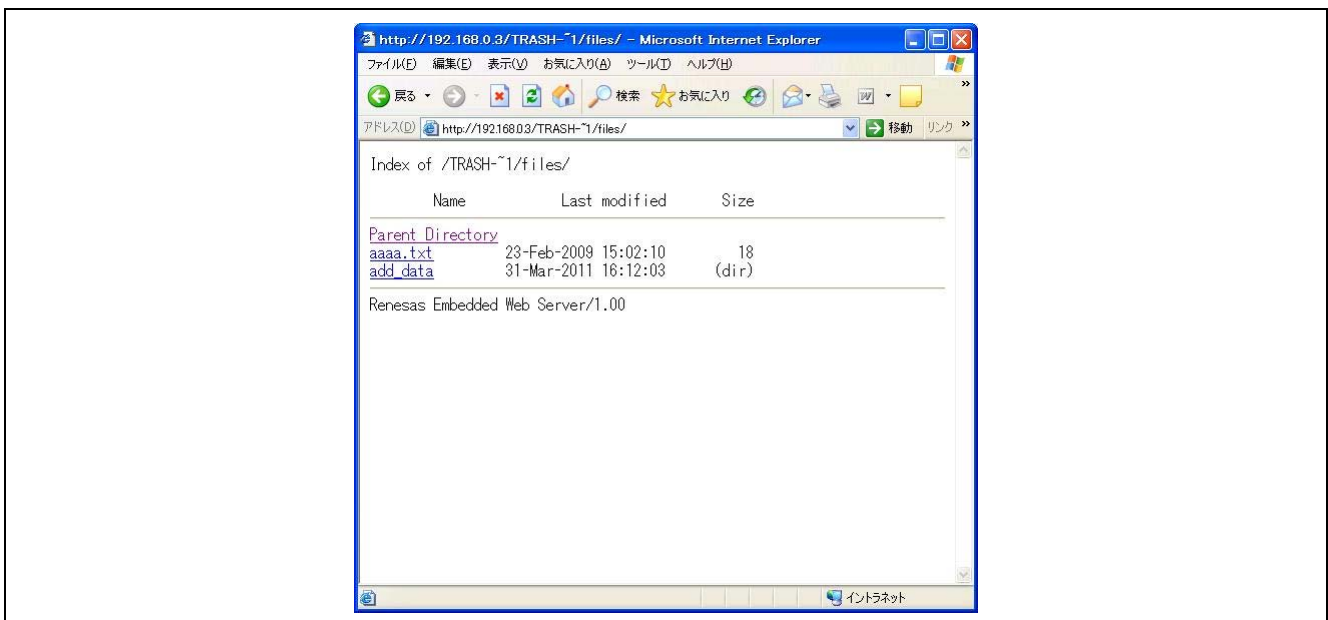 http://192.168.0.3/TRASH-~1/files/ - Microsoft Internet Explorer
ファイル(F) 編集(E) 表示(V) お気に入り(A) ツール(T) ヘルプ(H)
戻る 検索 お気に入り »
アドレス(D) http://192.168.0.3/TRASH-~1/files/ 移動 リンク »
Index of /TRASH-~1/files/
Name Last modified Size
Parent Directory
aaaa.txt 23-Feb-2009 15:02:10 18
add_data 31-Mar-2011 16:12:03 (dir)
Renesas Embedded Web Server/1.00
イントラネット